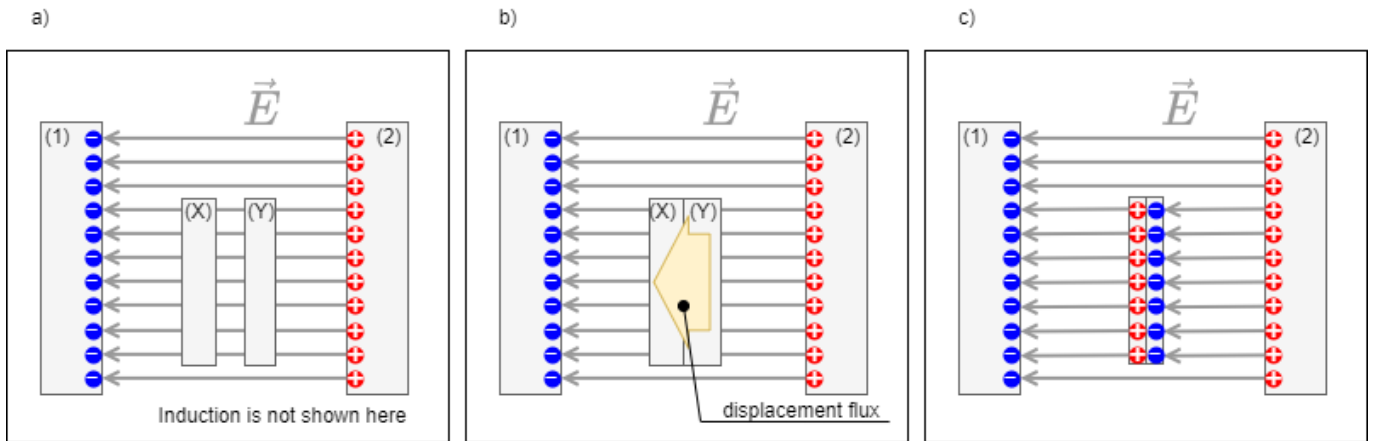 a)
b)
c)
E
E
E
(1)
(2)
(1)
(2)
(1)
(2)
(X)
(Y)
(X)
(Y)
Induction is not shown here
displacement flux